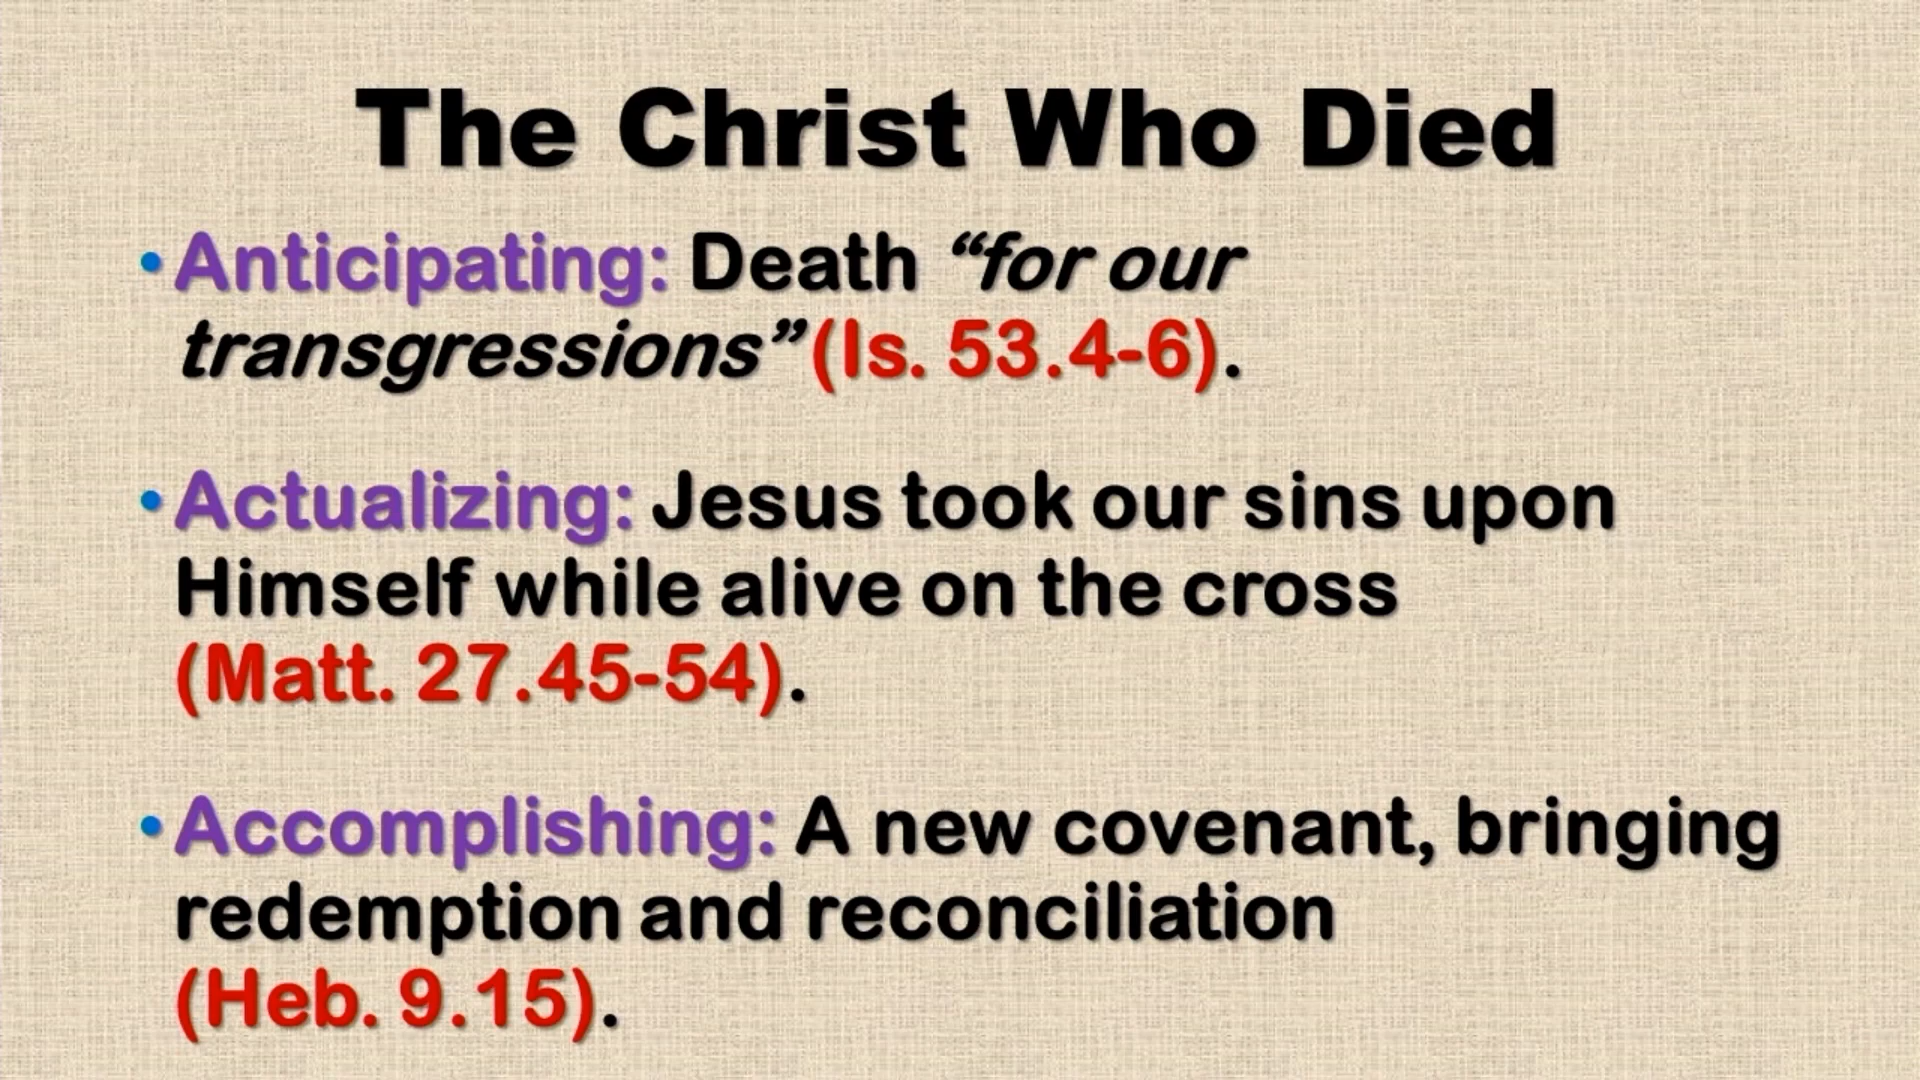 The Christ Who Died
• Anticipating: Death “for our
transgressions” (Is. 53.4-6).
• Actualizing: Jesus took our sins upon
Himself while alive on the cross
(Matt. 27.45-54).
• Accomplishing: A new covenant, bringing
redemption and reconciliation
(Heb. 9.15).